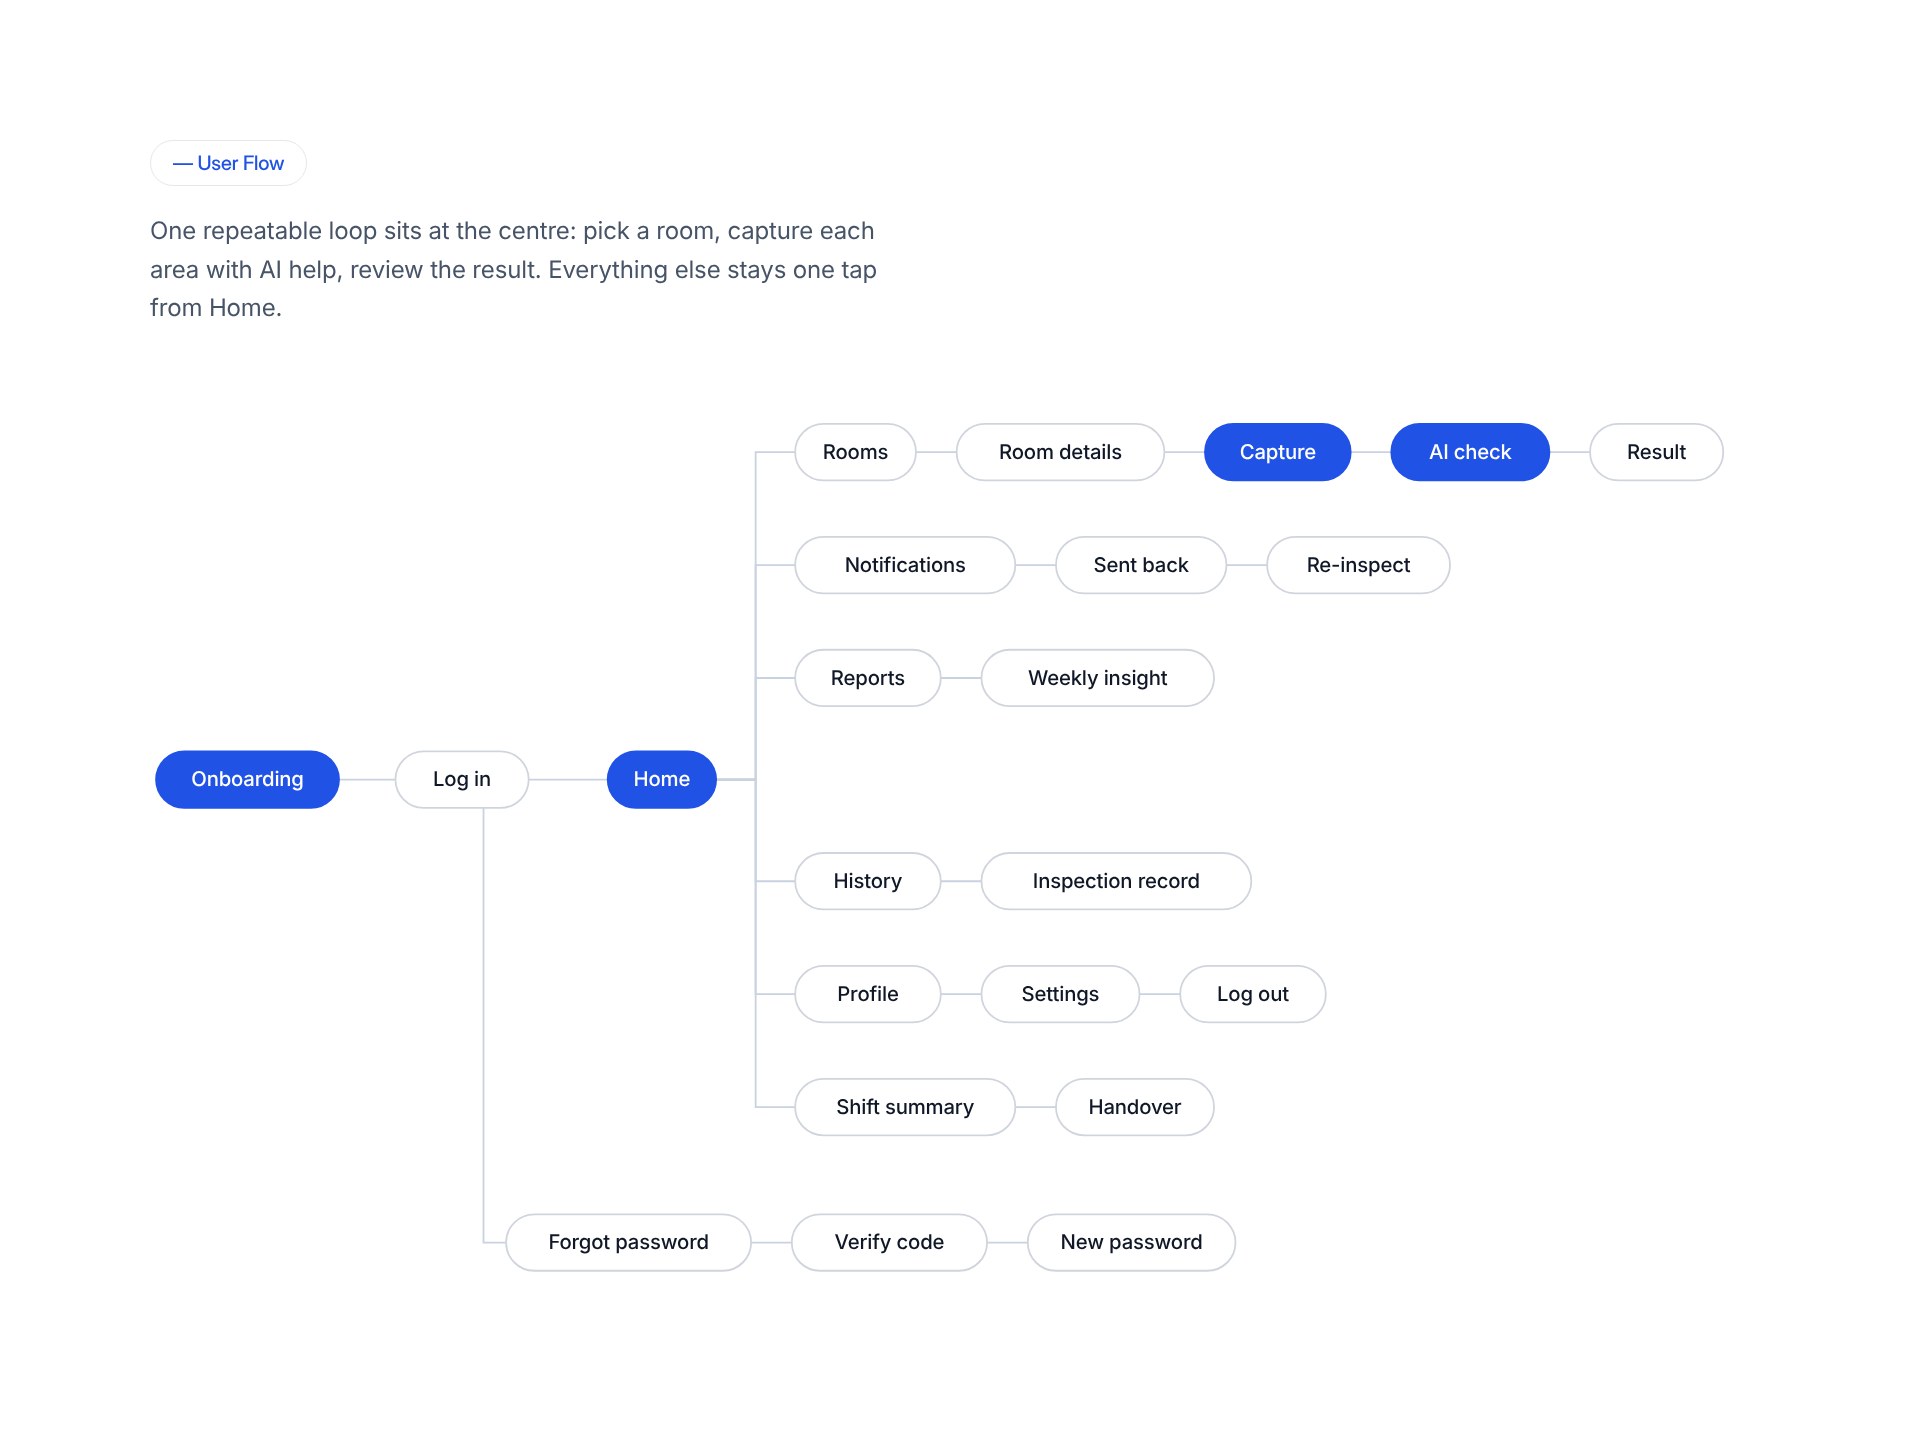 — User Flow
One repeatable loop sits at the centre: pick a room, capture each
area with AI help, review the result. Everything else stays one tap
from Home.
Rooms
Room details
Capture
AI check
Result
Notifications
Sent back
Re-inspect
Reports
Weekly insight
Onboarding
Log in
Home
History
Inspection record
Profile
Settings
Log out
Shift summary
Handover
Forgot password
Verify code
New password